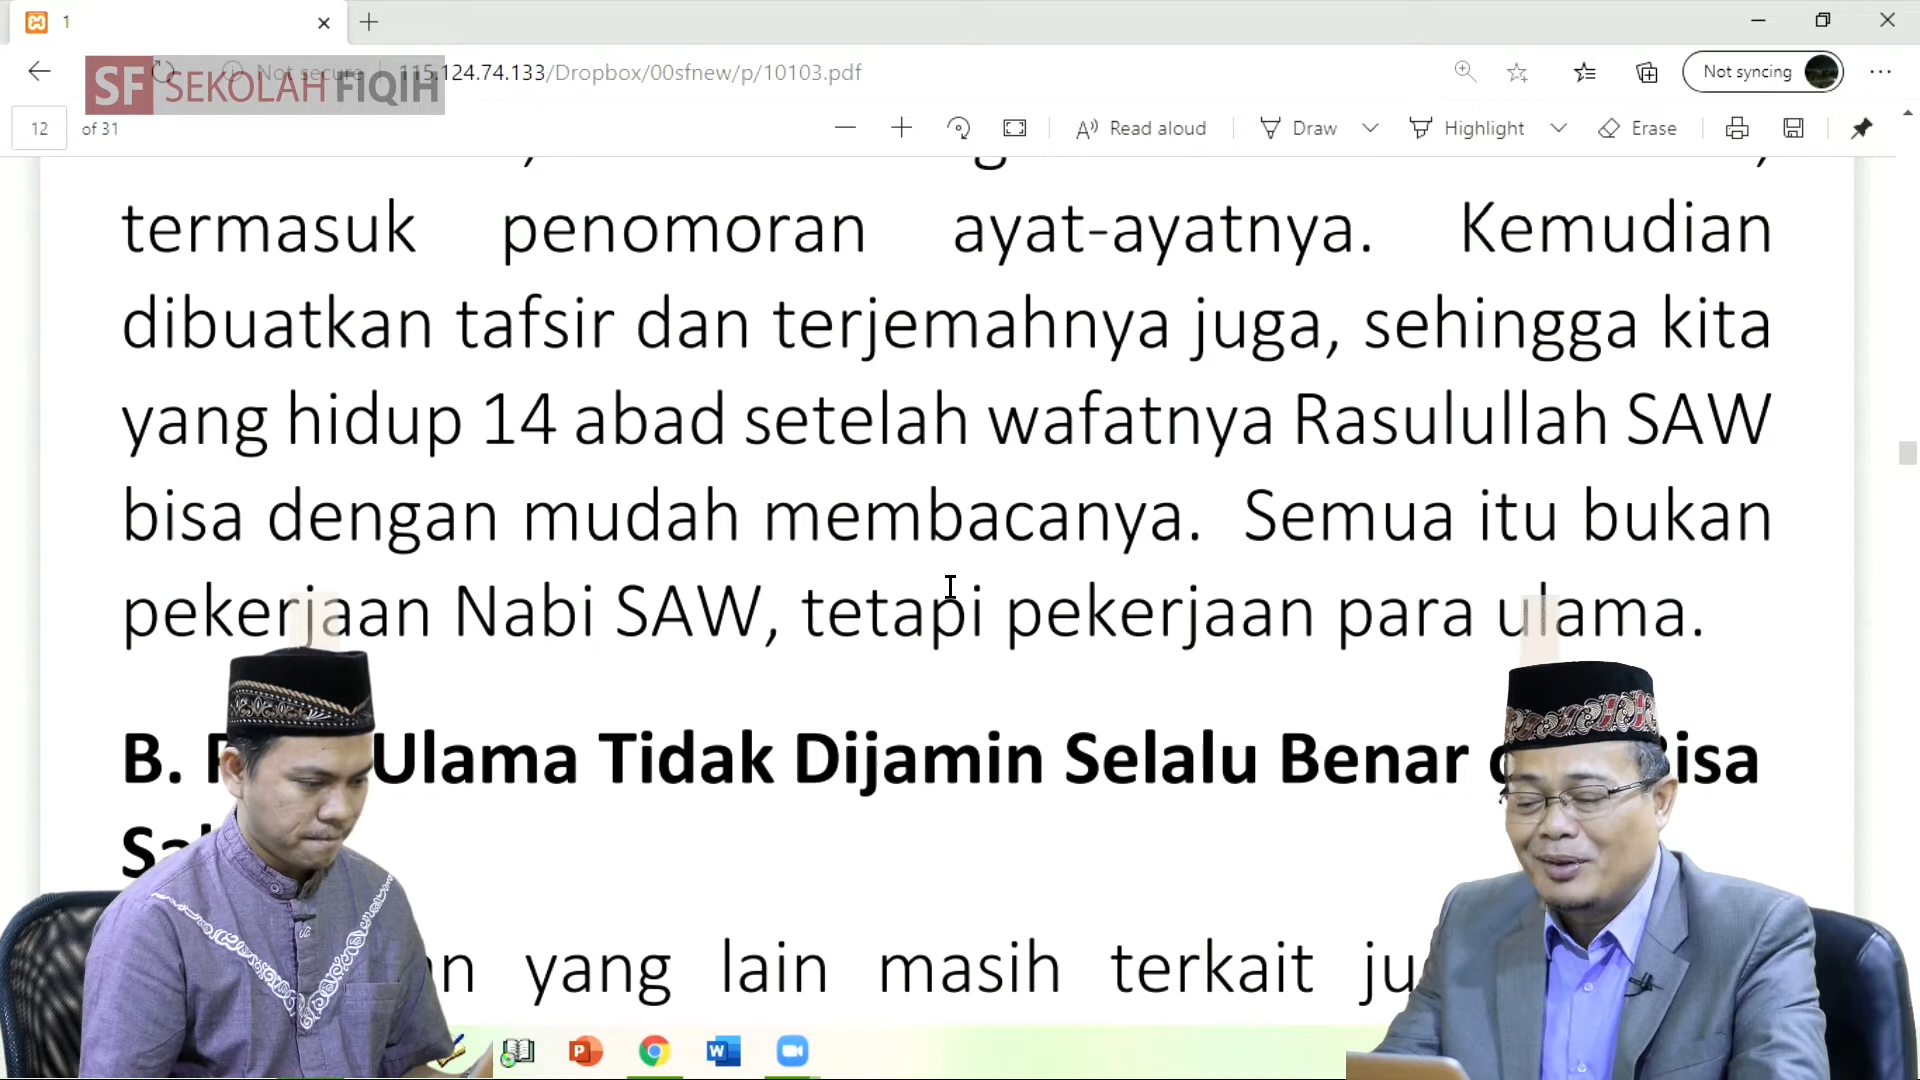 1
Not secure
115.124.74.133/Dropbox/00sfnew/p/10103.pdf
Not syncing
SF SEKOLAH FIQIH
12 of 31
Read aloud
Draw
Highlight
Erase
termasuk penomoran ayat-ayatnya. Kemudian
dibuatkan tafsir dan terjemahnya juga, sehingga kita
yang hidup 14 abad setelah wafatnya Rasulullah SAW
bisa dengan mudah membacanya. Semua itu bukan
pekerjaan Nabi SAW, tetapi pekerjaan para ulama.
B. Ulama Tidak Dijamin Selalu Benar
yang lain masih terkait